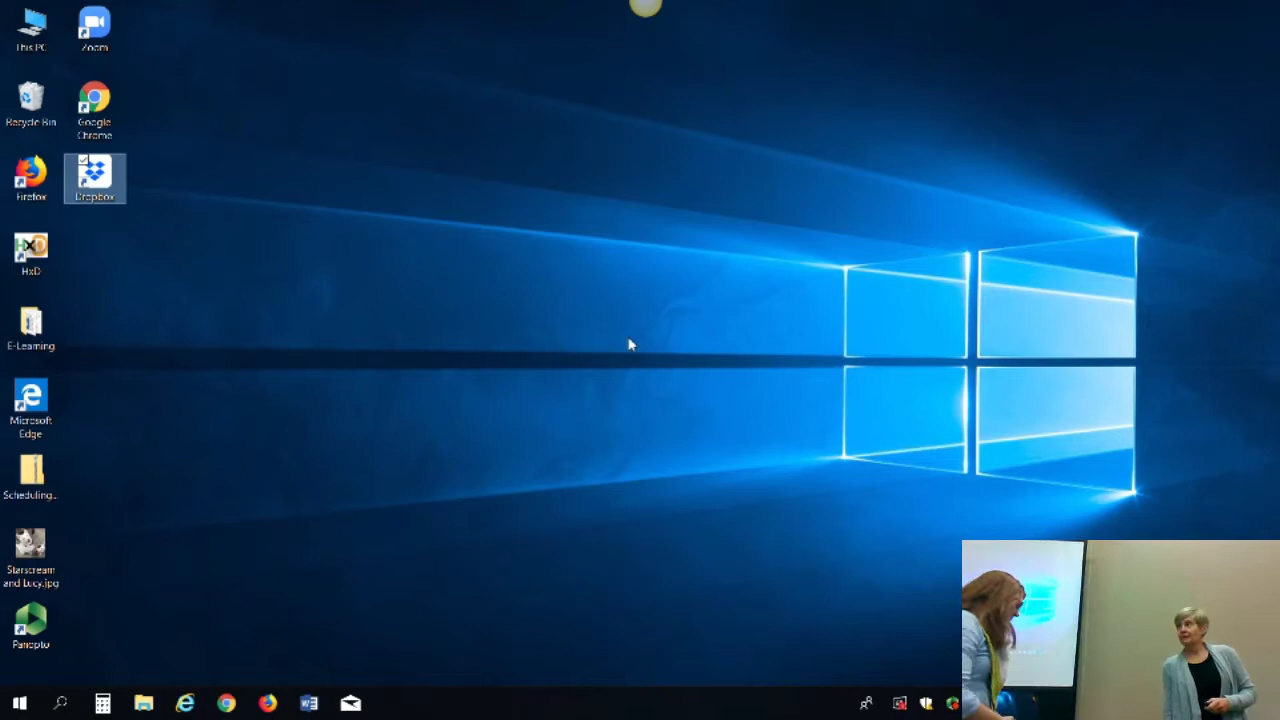 This PC
Zoom
Recycle Bin
Google
Chrome
Firefox
Dropbox
HxD
HxD
E-Learning
Microsoft
Edge
Scheduling...
Starscream
and Lucy.jpg
Panopto